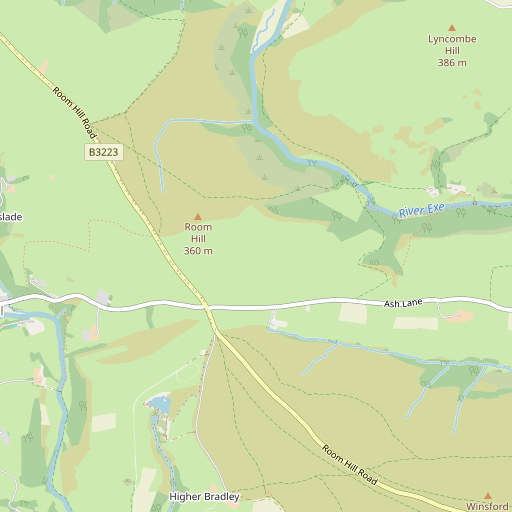 Lyncombe
Hill
386 m
Room Hill Road
B3223
slade
River Exe
Room
Hill
360 m
Ash Lane
Room Hill Road
Higher Bradley
Winsford